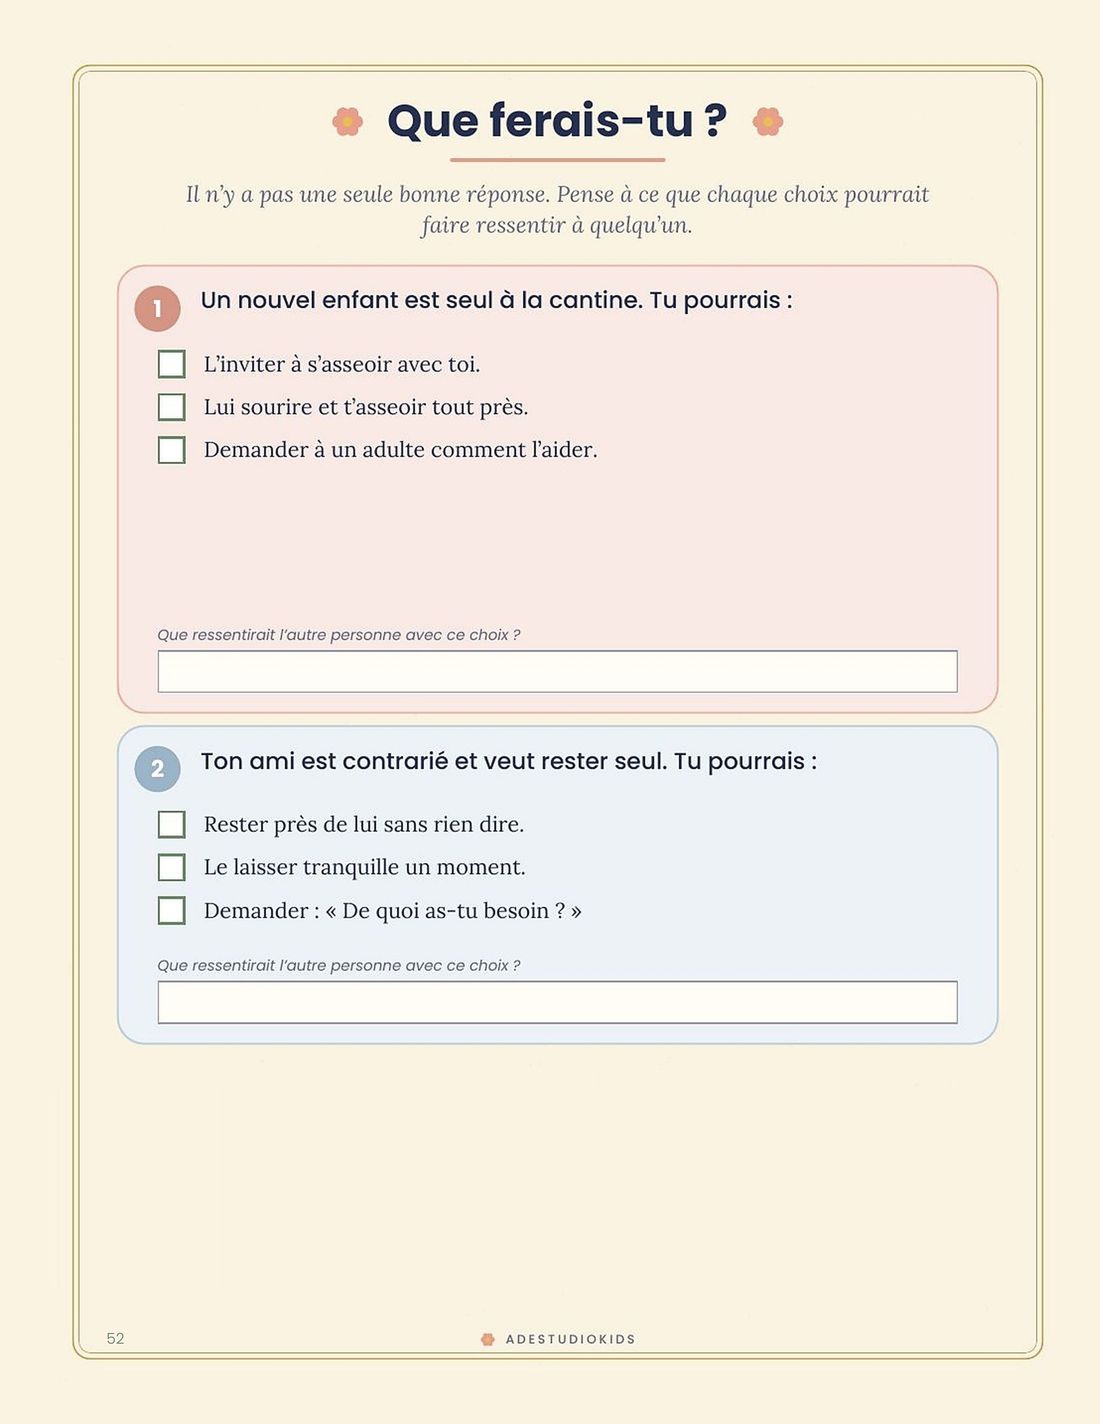 Que ferais-tu ?
Il n’y a pas une seule bonne réponse. Pense à ce que chaque choix pourrait
faire ressentir à quelqu’un.
1 Un nouvel enfant est seul à la cantine. Tu pourrais :
L’inviter à s’asseoir avec toi.
Lui sourire et t’asseoir tout près.
Demander à un adulte comment l’aider.
Que ressentirait l’autre personne avec ce choix ?
2 Ton ami est contrarié et veut rester seul. Tu pourrais :
Rester près de lui sans rien dire.
Le laisser tranquille un moment.
Demander : « De quoi as-tu besoin ? »
Que ressentirait l’autre personne avec ce choix ?
52 ADESTUDIOKIDS